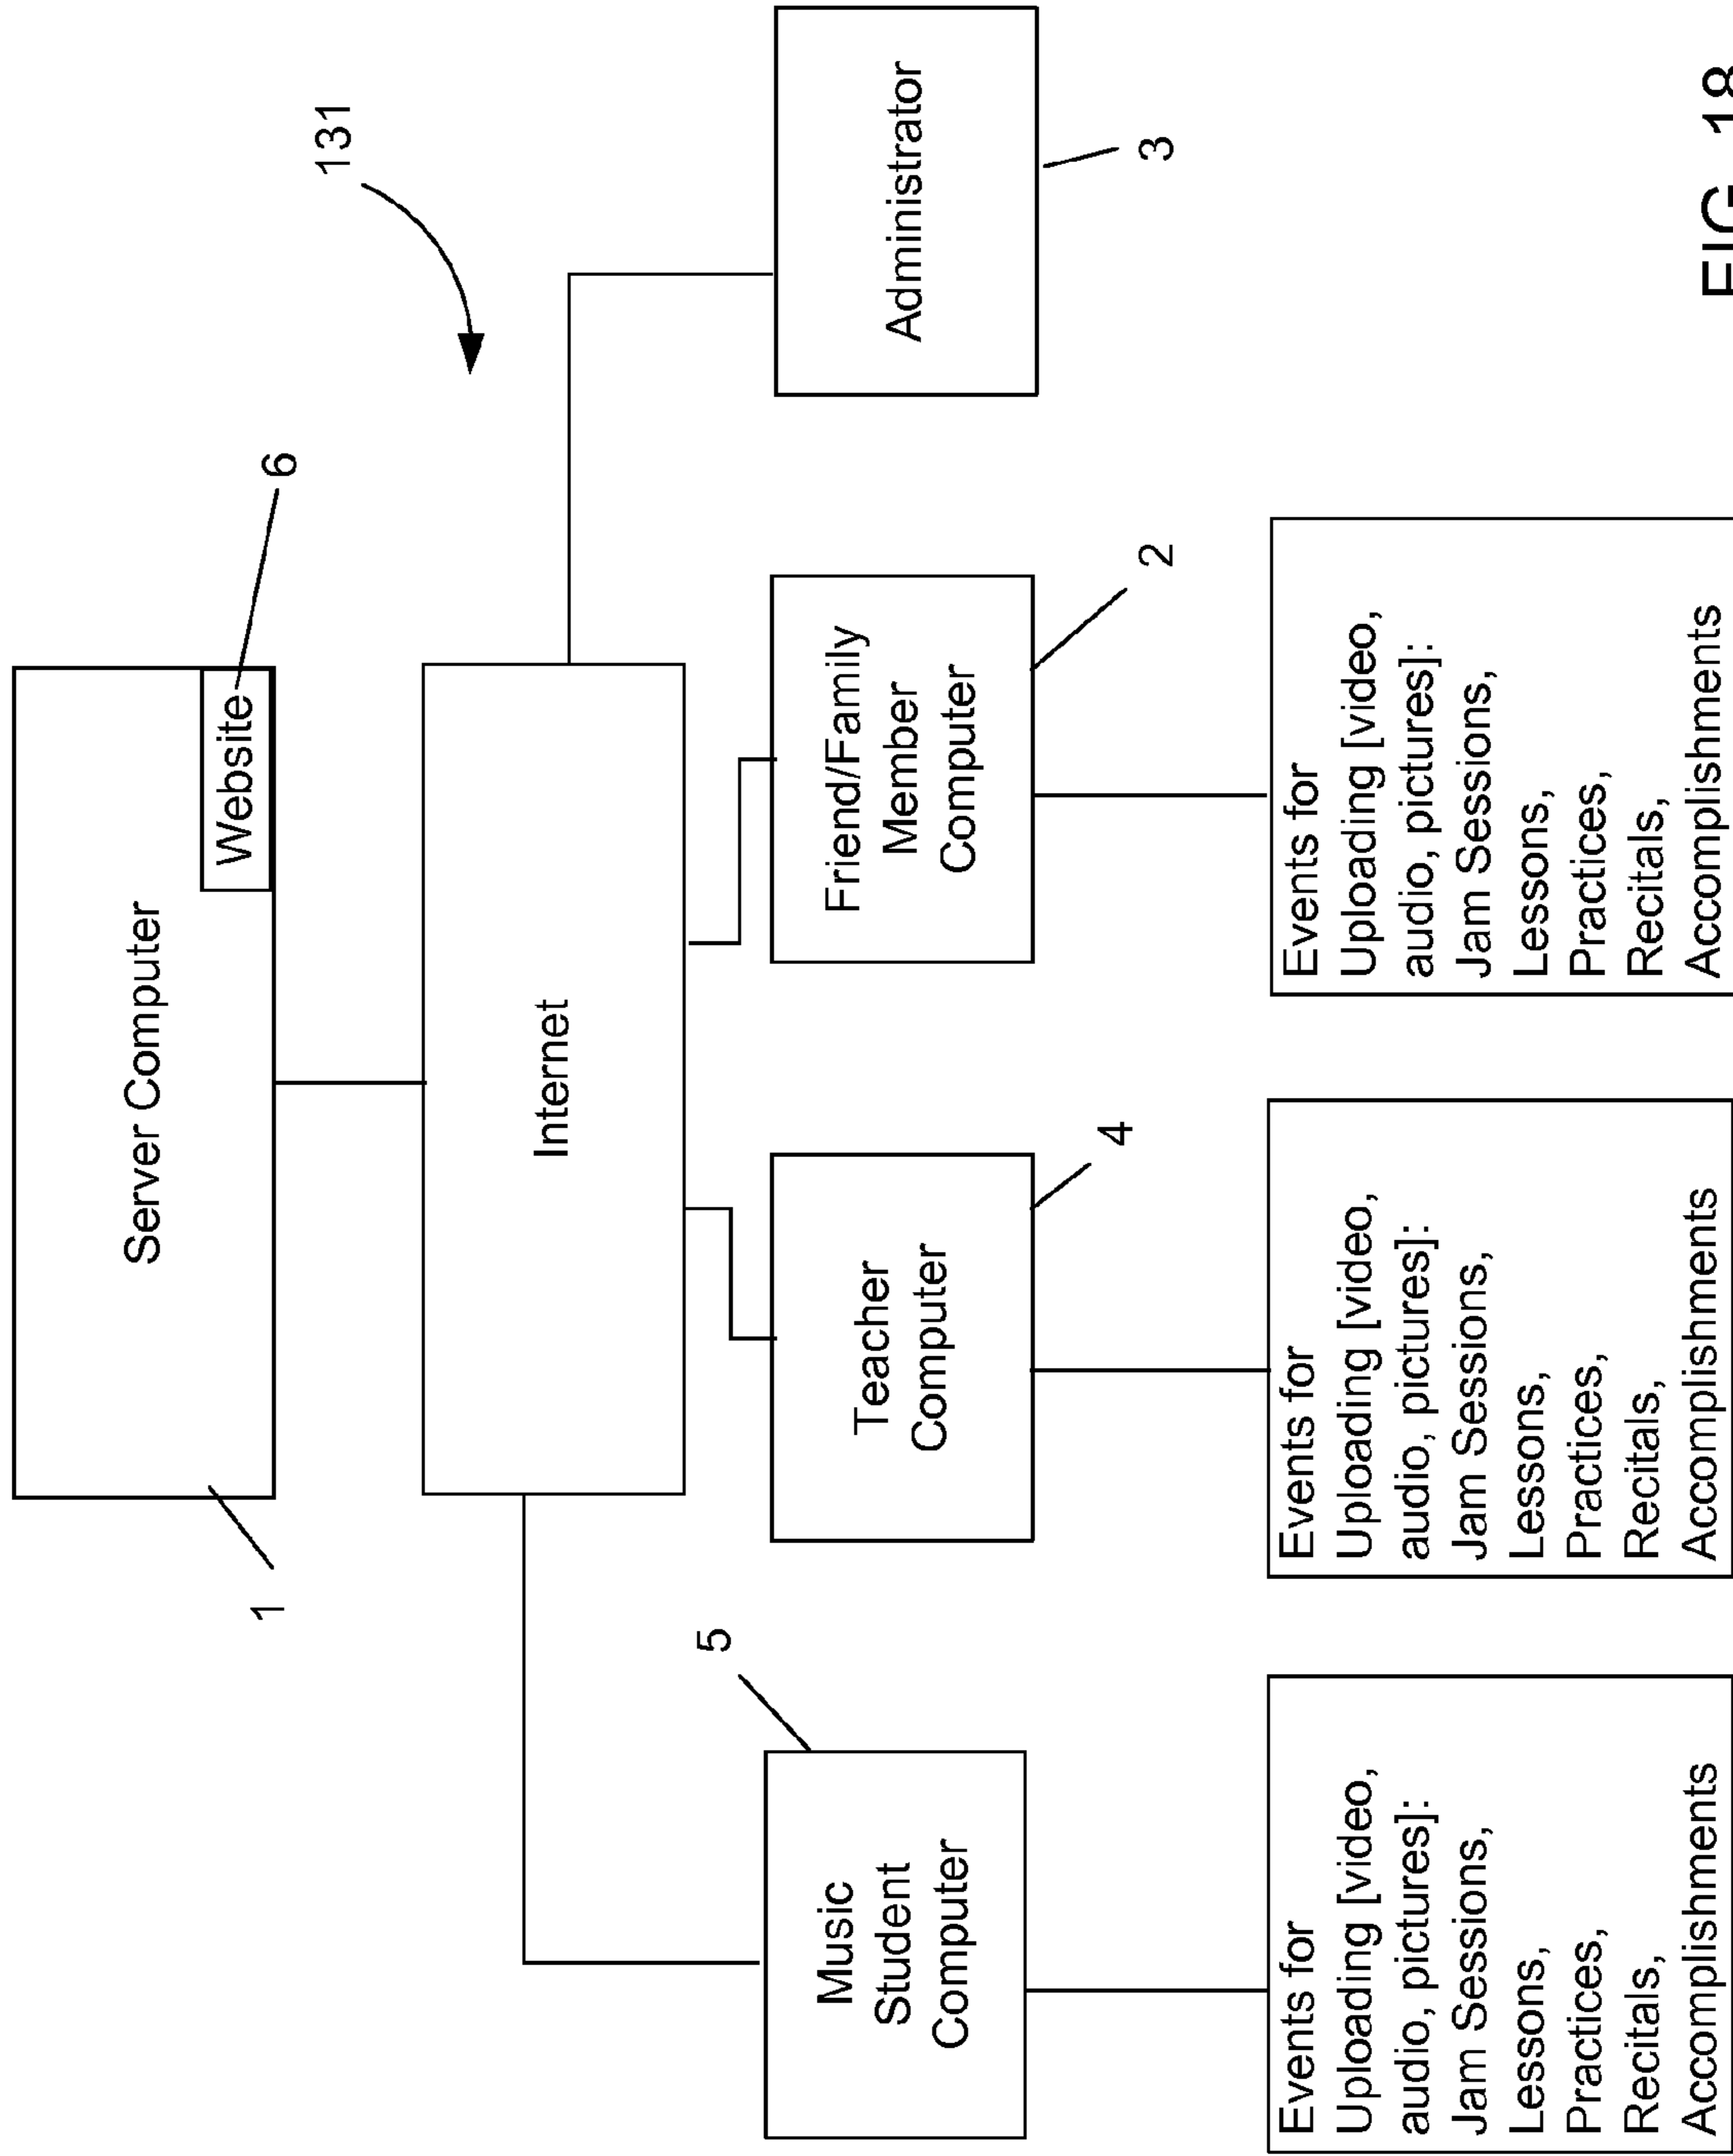 131
Server Computer
Website
6
1
Internet
5
Music
Student
Computer
Teacher
Computer
4
Friend/Family
Member
Computer
2
Administrator
3
Events for
Uploading [video,
audio, pictures]:
Jam Sessions,
Lessons,
Practices,
Recitals,
Accomplishments
Events for
Uploading [video,
audio, pictures]:
Jam Sessions,
Lessons,
Practices,
Recitals,
Accomplishments
Events for
Uploading [video,
audio, pictures]:
Jam Sessions,
Lessons,
Practices,
Recitals,
Accomplishments
FIG. 18